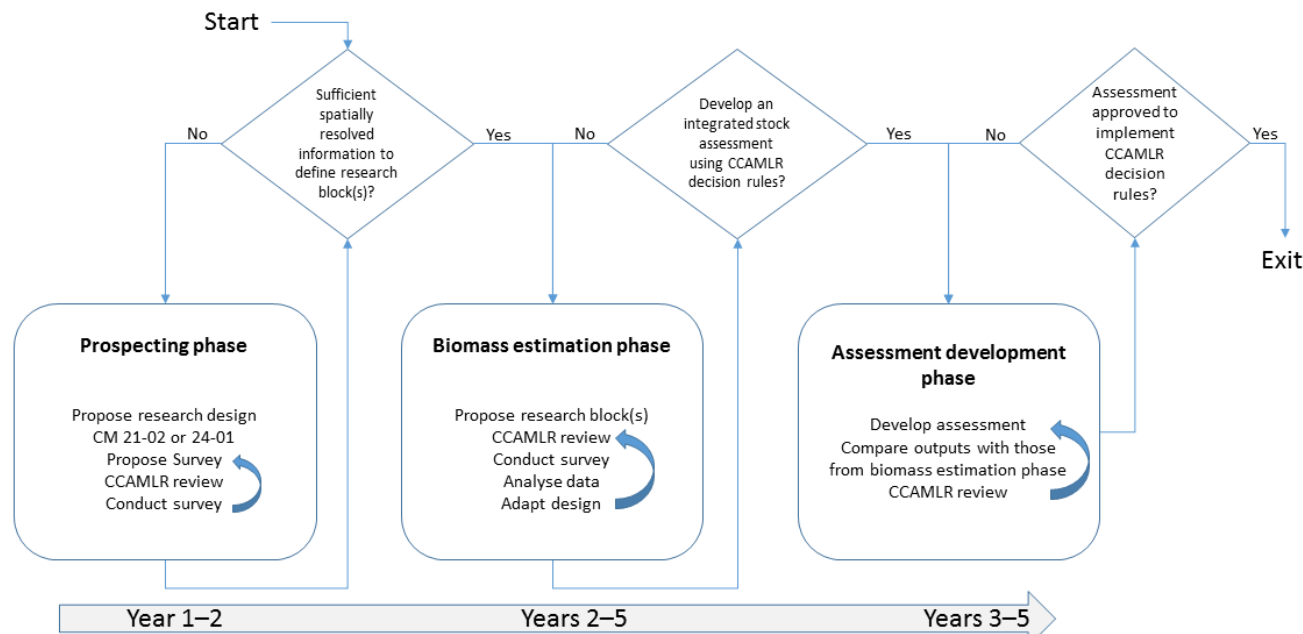 Start
Sufficient
spatially
resolved
information to
define research
block(s)?
No
Yes
Develop an
integrated stock
assessment
using CCAMLR
decision rules?
No
Yes
Assessment
approved to
implement
CCAMLR
decision
rules?
No
Yes
Exit
Prospecting phase
Propose research design
CM 21-02 or 24-01
Propose Survey
CCAMLR review
Conduct survey
Biomass estimation phase
Propose research block(s)
CCAMLR review
Conduct survey
Analyse data
Adapt design
Assessment development
phase
Develop assessment
Compare outputs with those
from biomass estimation phase
CCAMLR review
Year 1–2
Years 2–5
Years 3–5